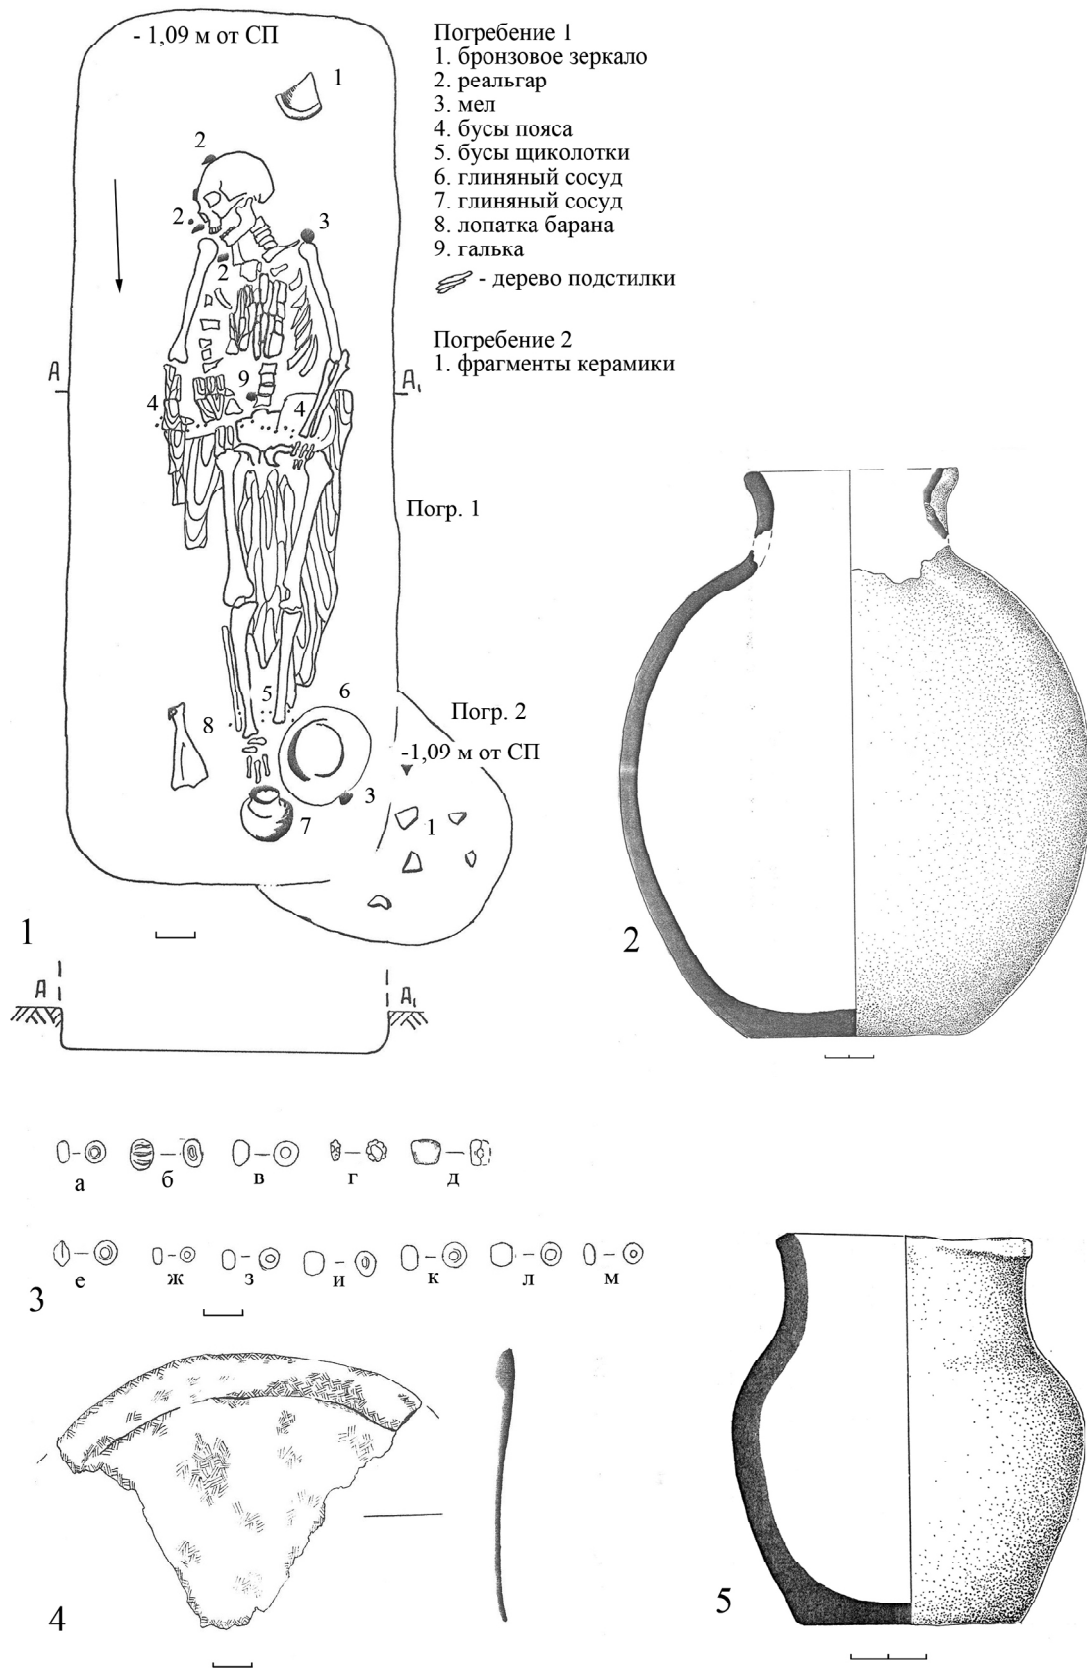 - 1,09 м от СП
Погребение 1
1. бронзовое зеркало
2. реальгар
3. мел
4. бусы пояса
5. бусы щиколотки
6. глиняный сосуд
7. глиняный сосуд
8. лопатка барана
9. галька
- дерево подстилки
Погребение 2
1. фрагменты керамики
1
2
2
3
2
А
А₁
9
4
4
Погр. 1
5
6
8
Погр. 2
-1,09 м от СП
3
7
1
1
2
А
А₁
а
б
в
г
д
е
ж
з
и
к
л
м
3
4
5